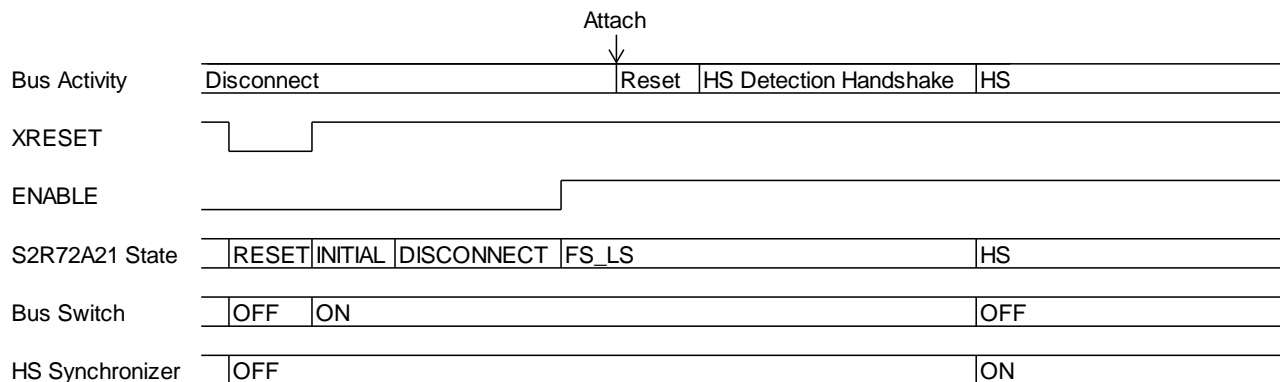 Attach
Bus Activity Disconnect Reset HS Detection Handshake HS
XRESET
ENABLE
S2R72A21 State RESET INITIAL DISCONNECT FS_LS HS
Bus Switch OFF ON OFF
HS Synchronizer OFF ON